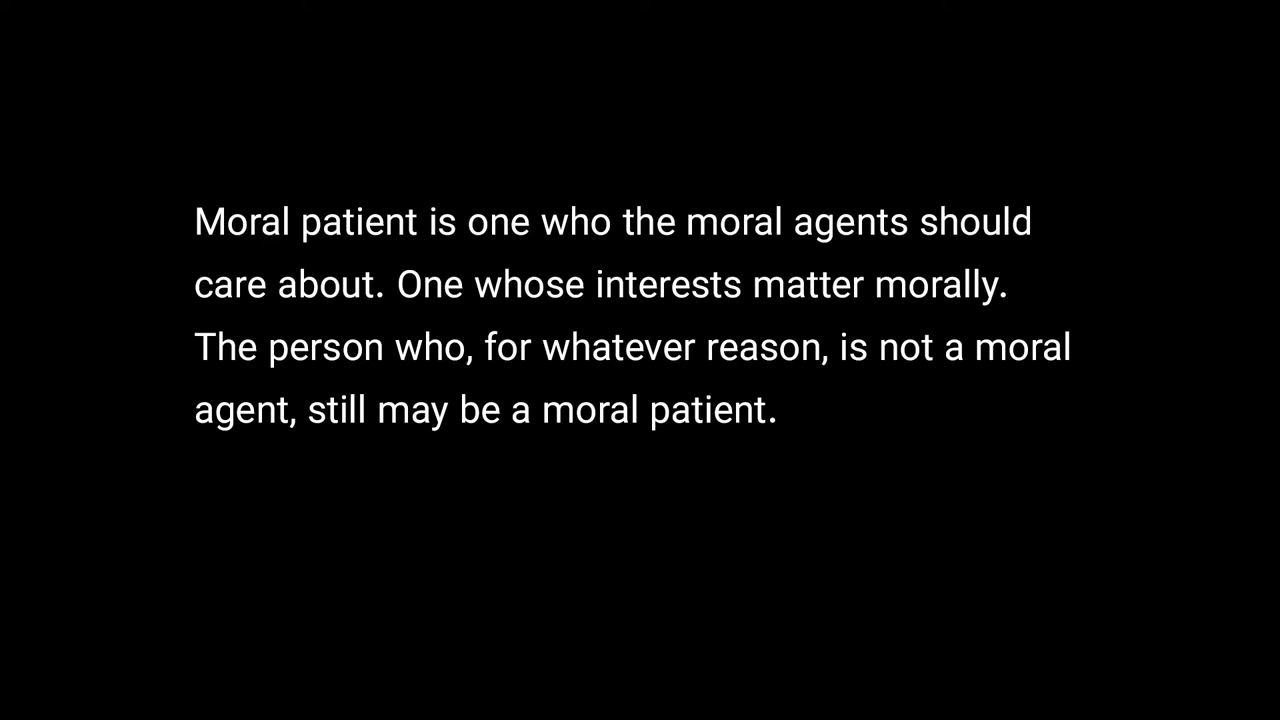 Moral patient is one who the moral agents should
care about. One whose interests matter morally.
The person who, for whatever reason, is not a moral
agent, still may be a moral patient.